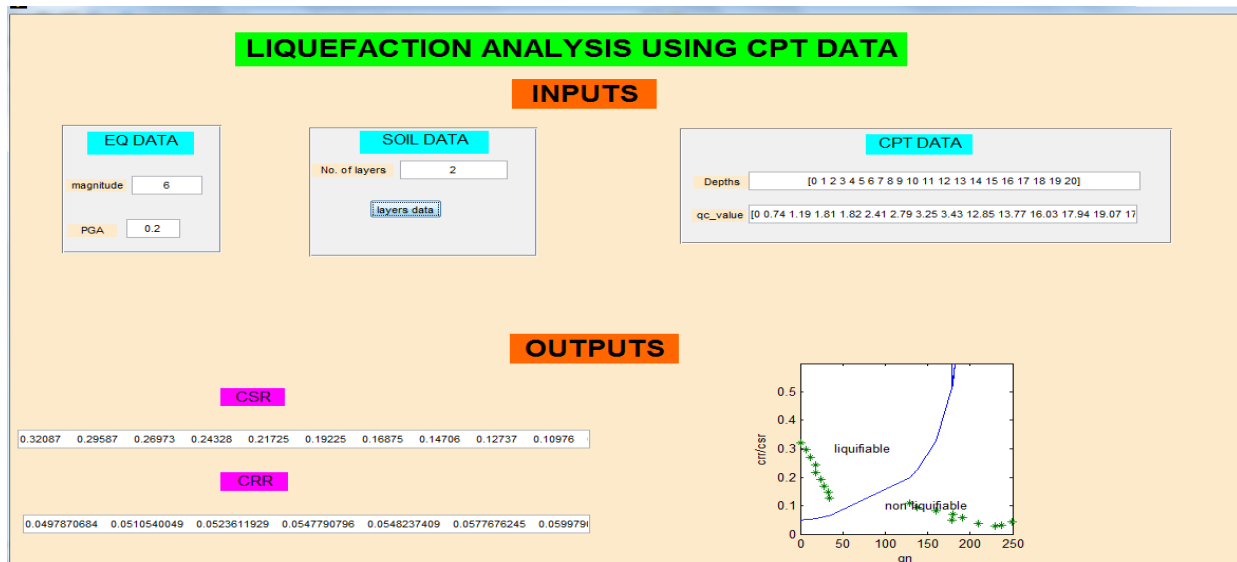 LIQUEFACTION ANALYSIS USING CPT DATA
INPUTS
EQ DATA
magnitude 6
PGA 0.2
SOIL DATA
No. of layers 2
layers data
CPT DATA
Depths [0 1 2 3 4 5 6 7 8 9 10 11 12 13 14 15 16 17 18 19 20]
qc_value [0 0.74 1.19 1.81 1.82 2.41 2.79 3.25 3.43 12.85 13.77 16.03 17.94 19.07 17
OUTPUTS
CSR
0.32087 0.29587 0.26973 0.24328 0.21725 0.19225 0.16875 0.14706 0.12737 0.10976
CRR
0.0497870684 0.0510540049 0.0523611929 0.0547790796 0.0548237409 0.0577676245
crr/csr
0.5
0.4
0.3
0.2
0.1
0
liquifiable
non liquifiable
0 50 100 150 200 250
qn